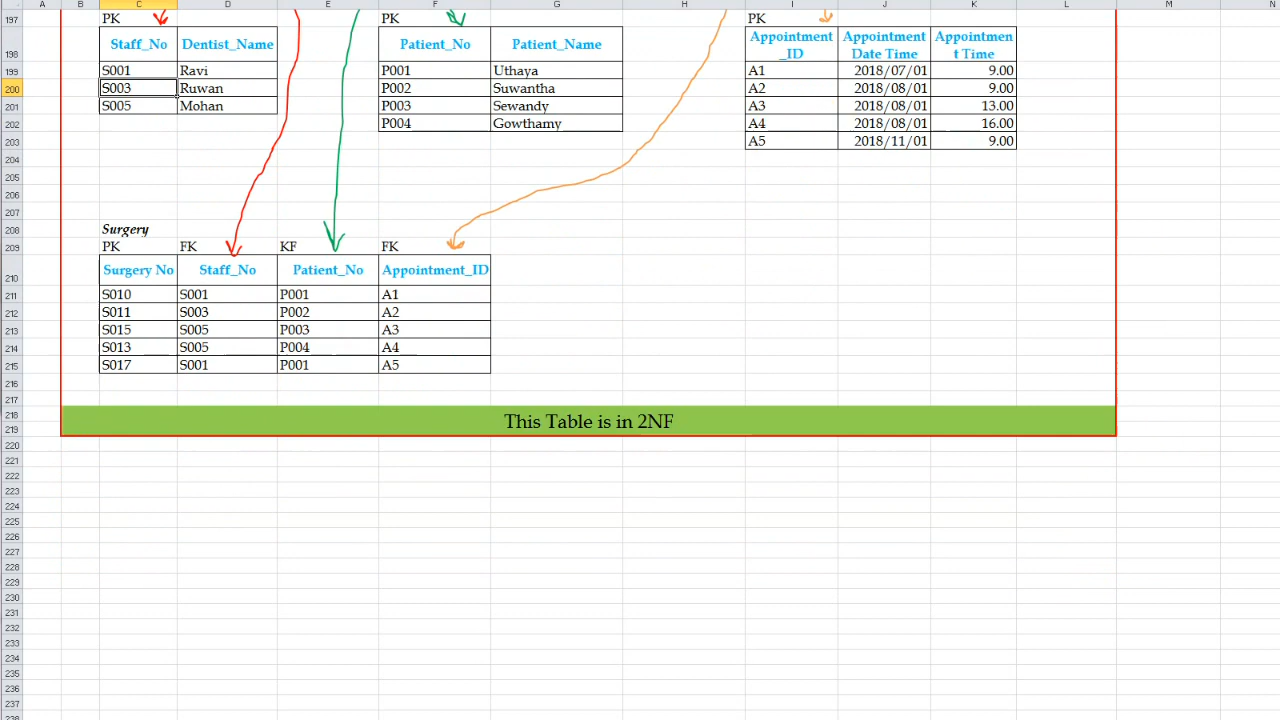 A B C D E F G H I J K L M N
197 PK PK PK
198 Staff_No Dentist_Name Patient_No Patient_Name Appointment_ID Appointment Date Time Appointment Time
199 S001 Ravi P001 Uthaya A1 2018/07/01 9.00
200 S003 Ruwan P002 Suwantha A2 2018/08/01 9.00
201 S005 Mohan P003 Sewandy A3 2018/08/01 13.00
202 P004 Gowthamy A4 2018/08/01 16.00
203 A5 2018/11/01 9.00
204
205
206
207
208 Surgery
209 PK FK KF FK
210 Surgery No Staff_No Patient_No Appointment_ID
211 S010 S001 P001 A1
212 S011 S003 P002 A2
213 S015 S005 P003 A3
214 S013 S005 P004 A4
215 S017 S001 P001 A5
216
217
218 This Table is in 2NF
219
220
221
222
223
224
225
226
227
228
229
230
231
232
233
234
235
236
237
238